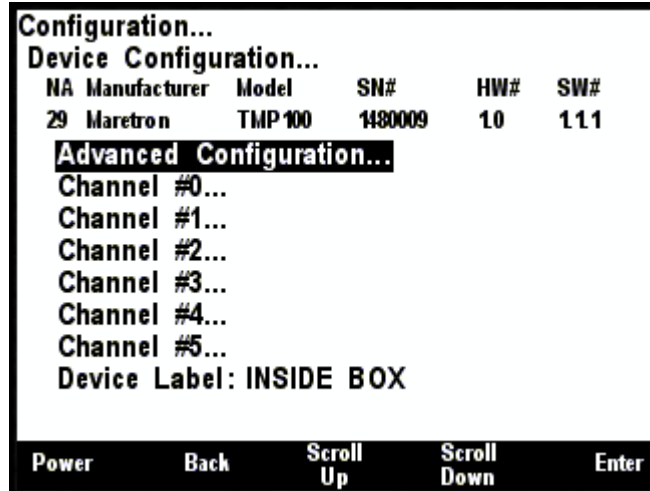 Configuration...
Device Configuration...
NA Manufacturer Model SN# HW# SW#
29 Maretron TMP100 1480009 1.0 1.1.1
Advanced Configuration...
Channel #0...
Channel #1...
Channel #2...
Channel #3...
Channel #4...
Channel #5...
Device Label: INSIDE BOX
Power Back Scroll Up Scroll Down Enter